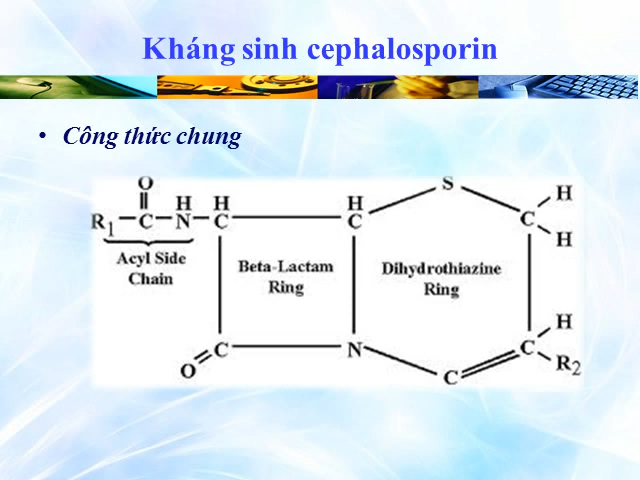 Kháng sinh cephalosporin
• Công thức chung
O S H
H H H
R1 C N C C C H
Acyl Side Chain
Beta-Lactam Ring
Dihydrothiazine Ring
H
O C N C C R2